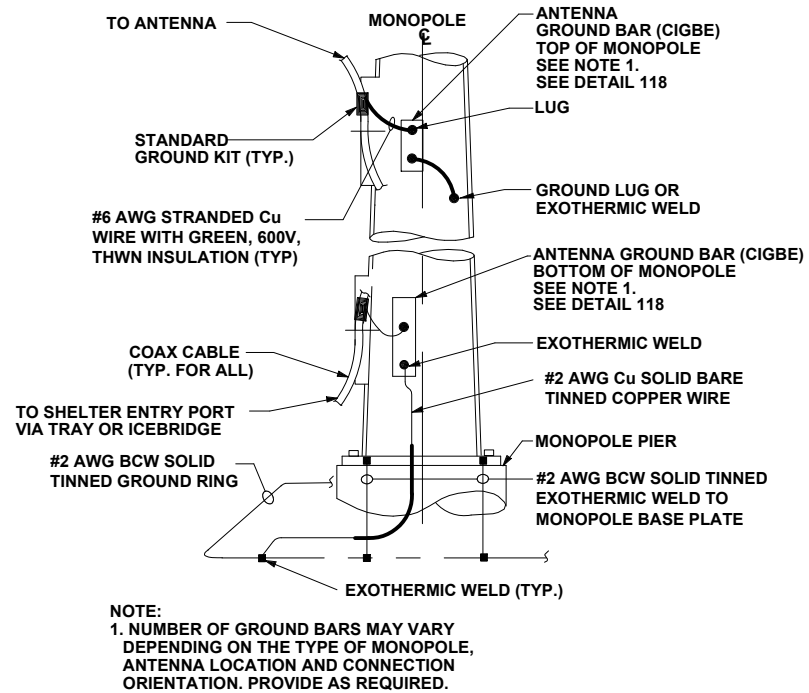 TO ANTENNA
MONOPOLE
℄
ANTENNA
GROUND BAR (CIGBE)
TOP OF MONOPOLE
SEE NOTE 1.
SEE DETAIL 118
LUG
STANDARD
GROUND KIT (TYP.)
GROUND LUG OR
EXOTHERMIC WELD
#6 AWG STRANDED Cu
WIRE WITH GREEN, 600V,
THWN INSULATION (TYP)
ANTENNA GROUND BAR (CIGBE)
BOTTOM OF MONOPOLE
SEE NOTE 1.
SEE DETAIL 118
EXOTHERMIC WELD
COAX CABLE
(TYP. FOR ALL)
#2 AWG Cu SOLID BARE
TINNED COPPER WIRE
TO SHELTER ENTRY PORT
VIA TRAY OR ICEBRIDGE
MONOPOLE PIER
#2 AWG BCW SOLID
TINNED GROUND RING
#2 AWG BCW SOLID TINNED
EXOTHERMIC WELD TO
MONOPOLE BASE PLATE
EXOTHERMIC WELD (TYP.)
NOTE:
1. NUMBER OF GROUND BARS MAY VARY
DEPENDING ON THE TYPE OF MONOPOLE,
ANTENNA LOCATION AND CONNECTION
ORIENTATION. PROVIDE AS REQUIRED.